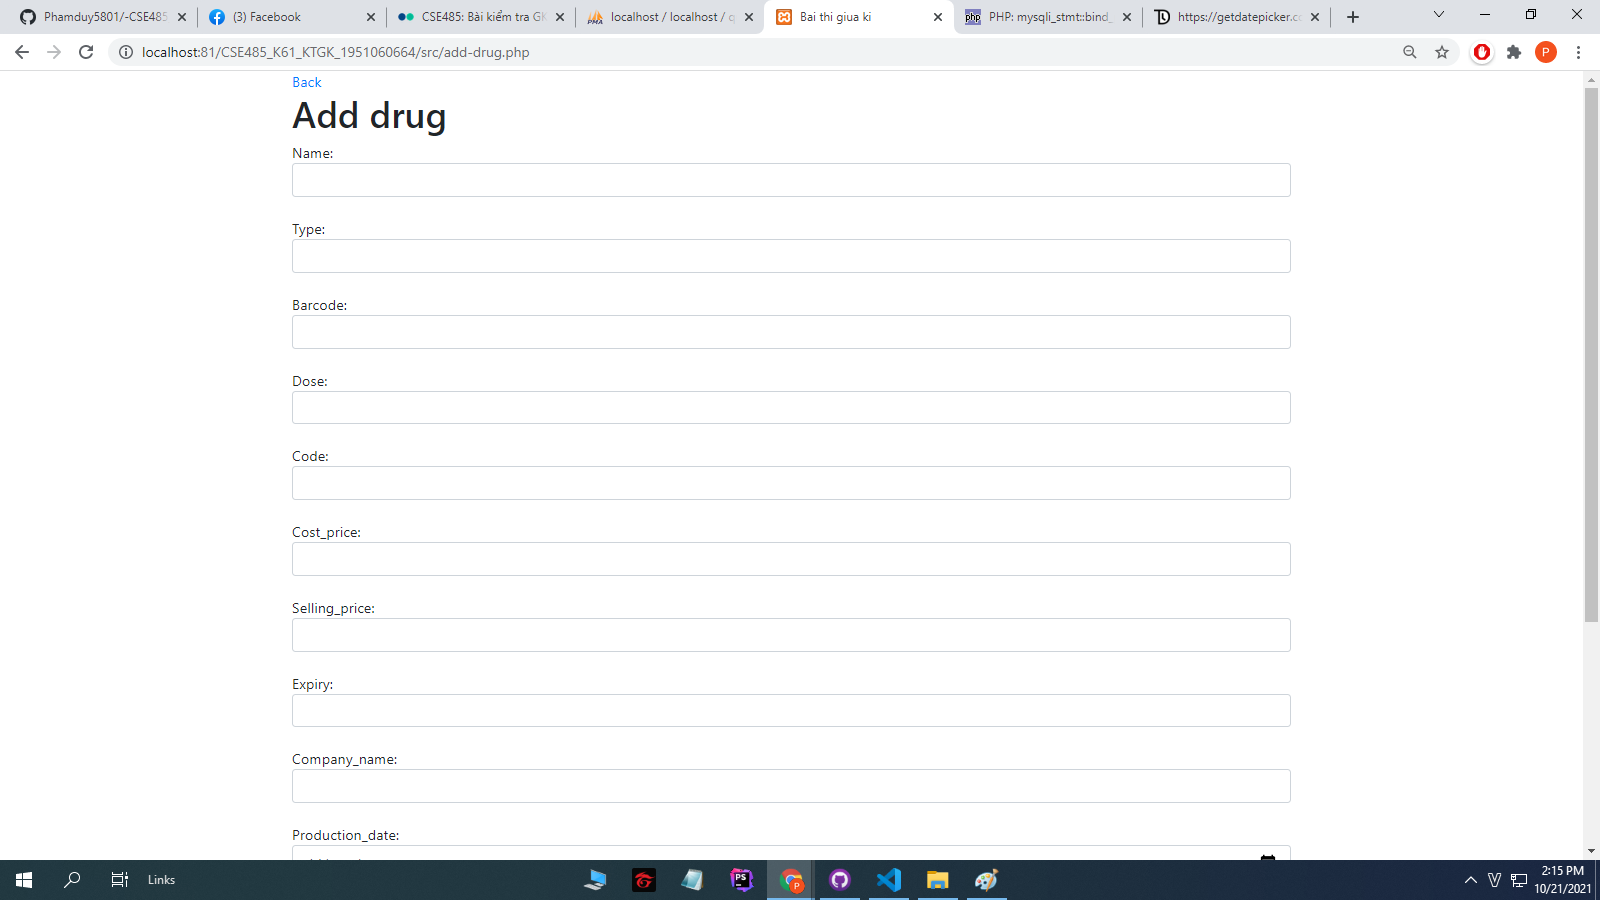 Phamduy5801/-CSE485
(3) Facebook
CSE485: Bài kiểm tra GK
localhost / localhost / q
Bai thi giua ki
PHP: mysqli_stmt::bind_
https://getdatepicker.co
localhost:81/CSE485_K61_KTGK_1951060664/src/add-drug.php
P
Back
Add drug
Name:
Type:
Barcode:
Dose:
Code:
Cost_price:
Selling_price:
Expiry:
Company_name:
Production_date:
Links
2:15 PM
10/21/2021